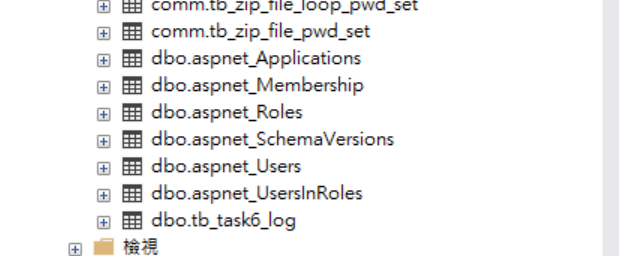 comm.tb_zip_file_loop_pwd_set
comm.tb_zip_file_pwd_set
dbo.aspnet_Applications
dbo.aspnet_Membership
dbo.aspnet_Roles
dbo.aspnet_SchemaVersions
dbo.aspnet_Users
dbo.aspnet_UsersInRoles
dbo.tb_task6_log
檢視